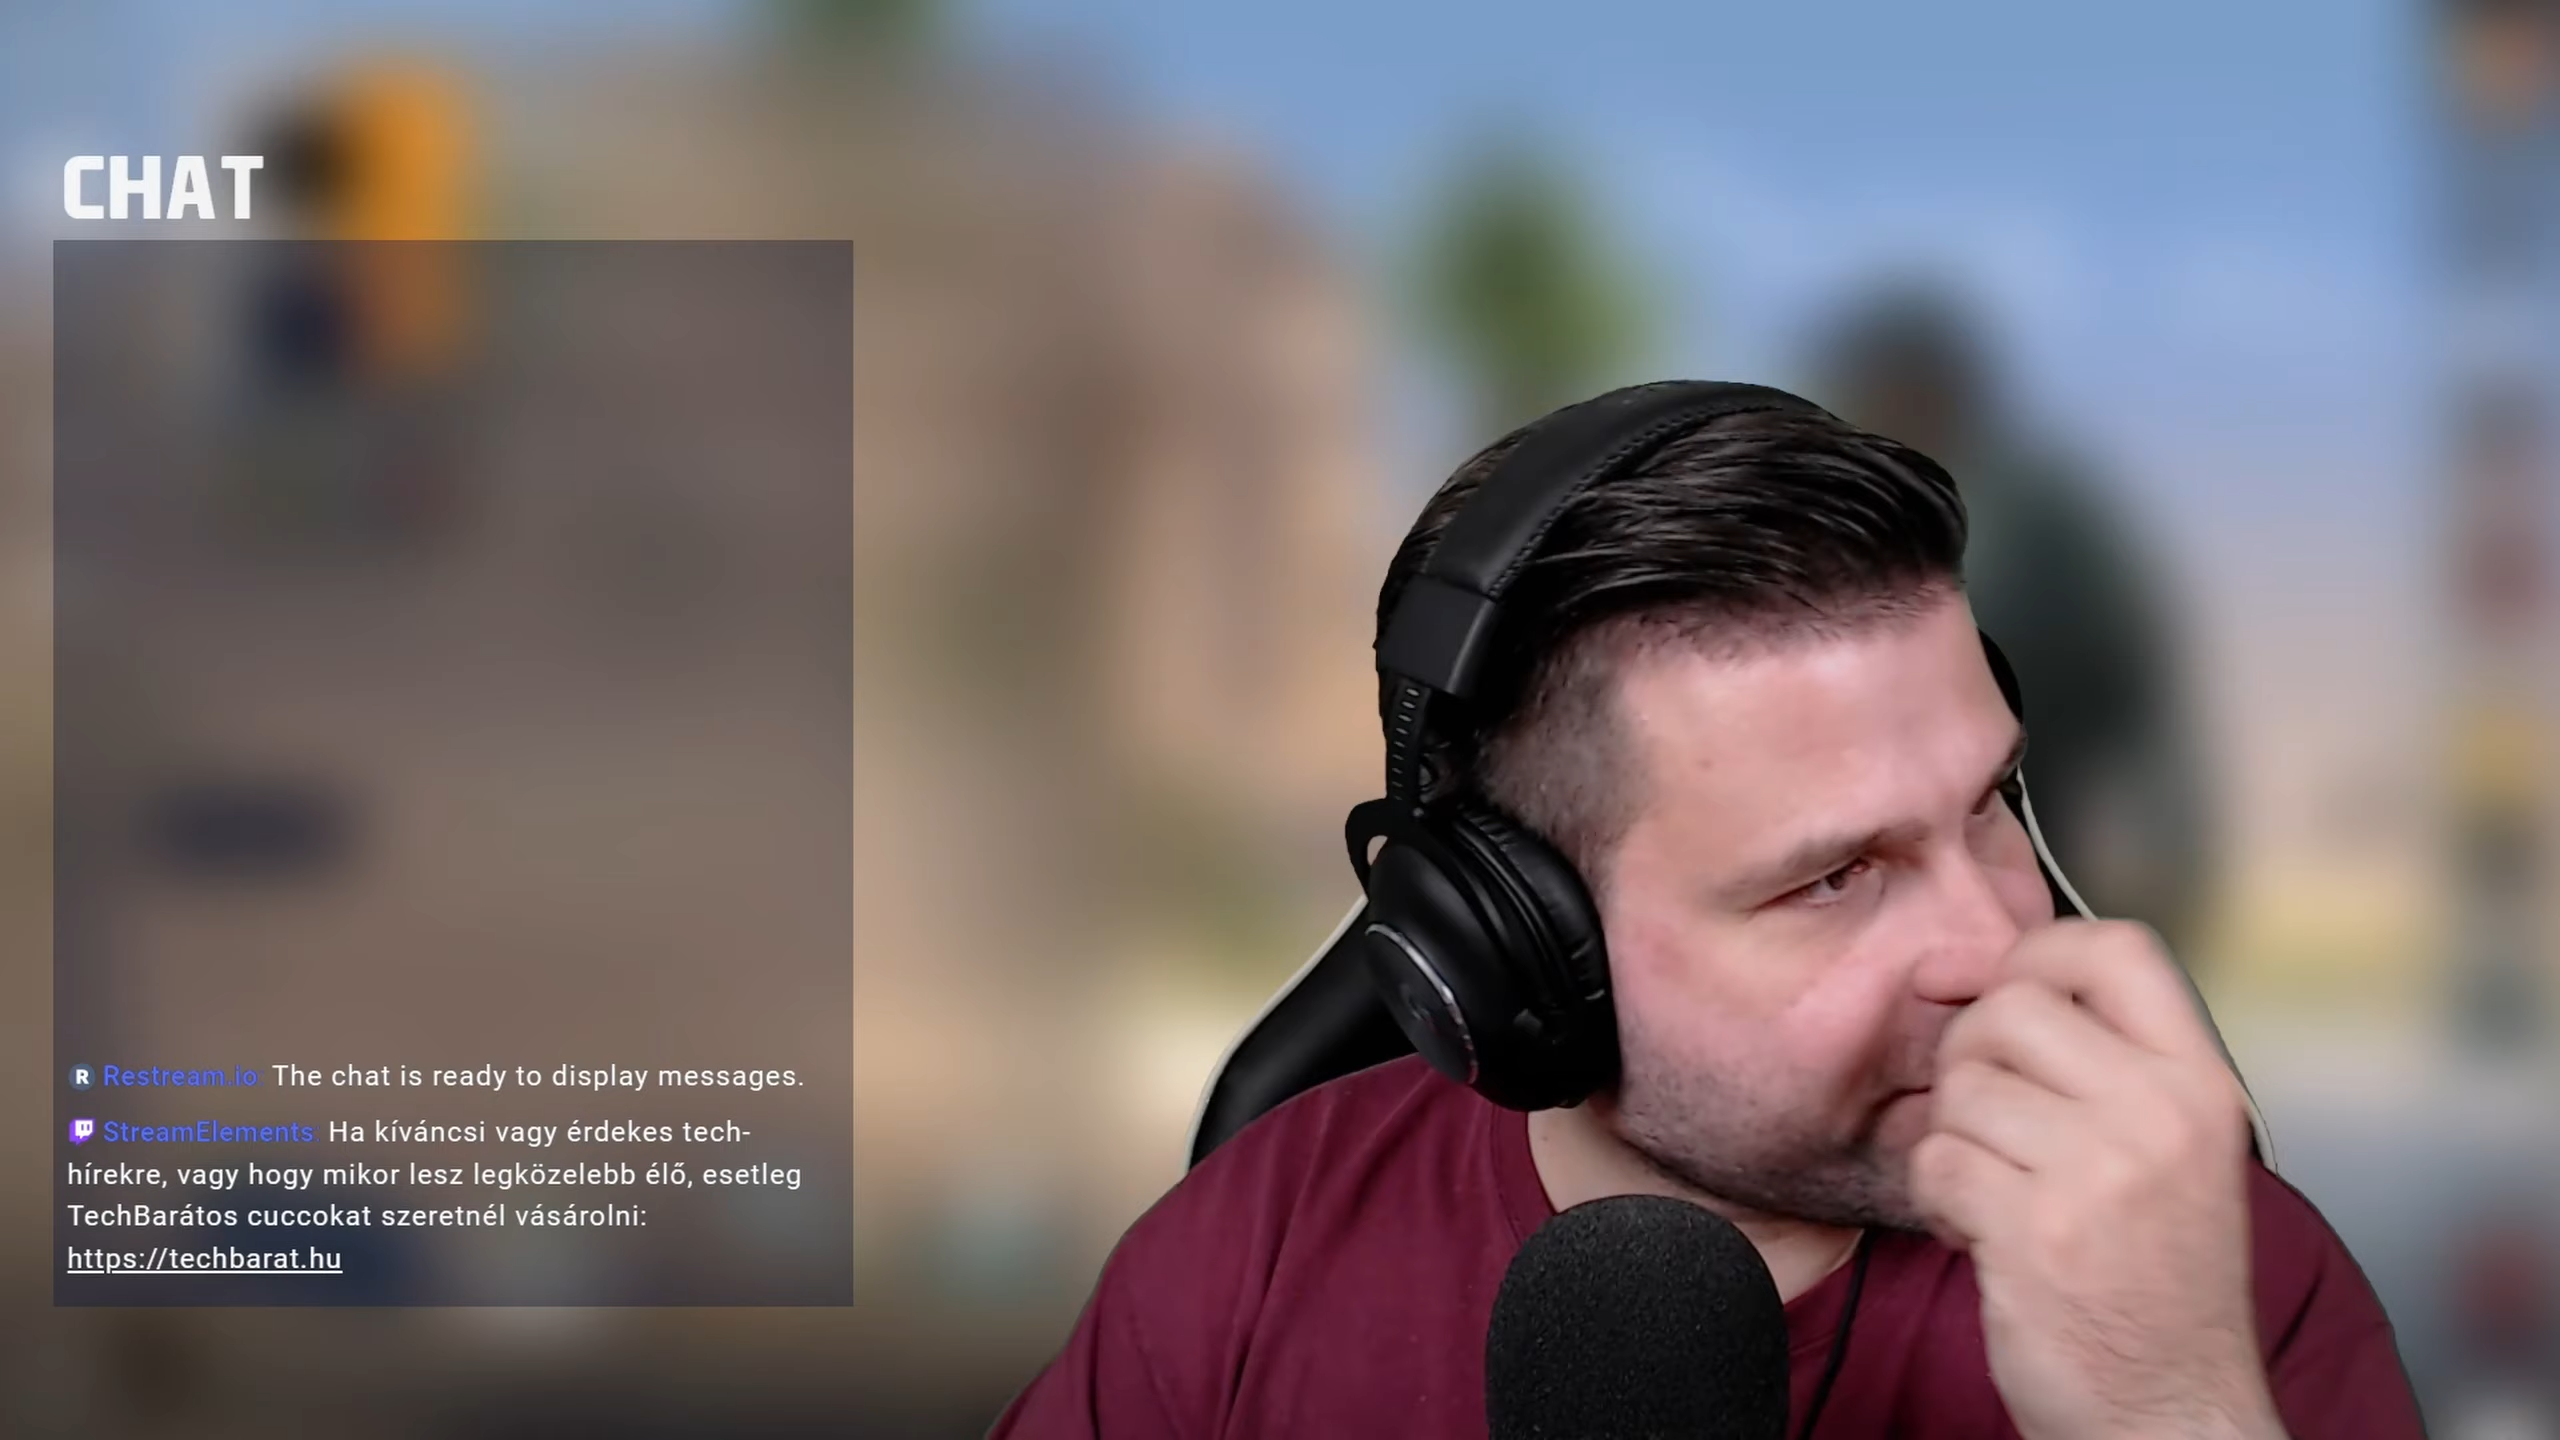 CHAT
Restream.io: The chat is ready to display messages.
StreamElements: Ha kíváncsi vagy érdekes tech-
hírekre, vagy hogy mikor lesz legközelebb élő, esetleg
TechBarátos cuccokat szeretnél vásárolni:
https://techbarat.hu